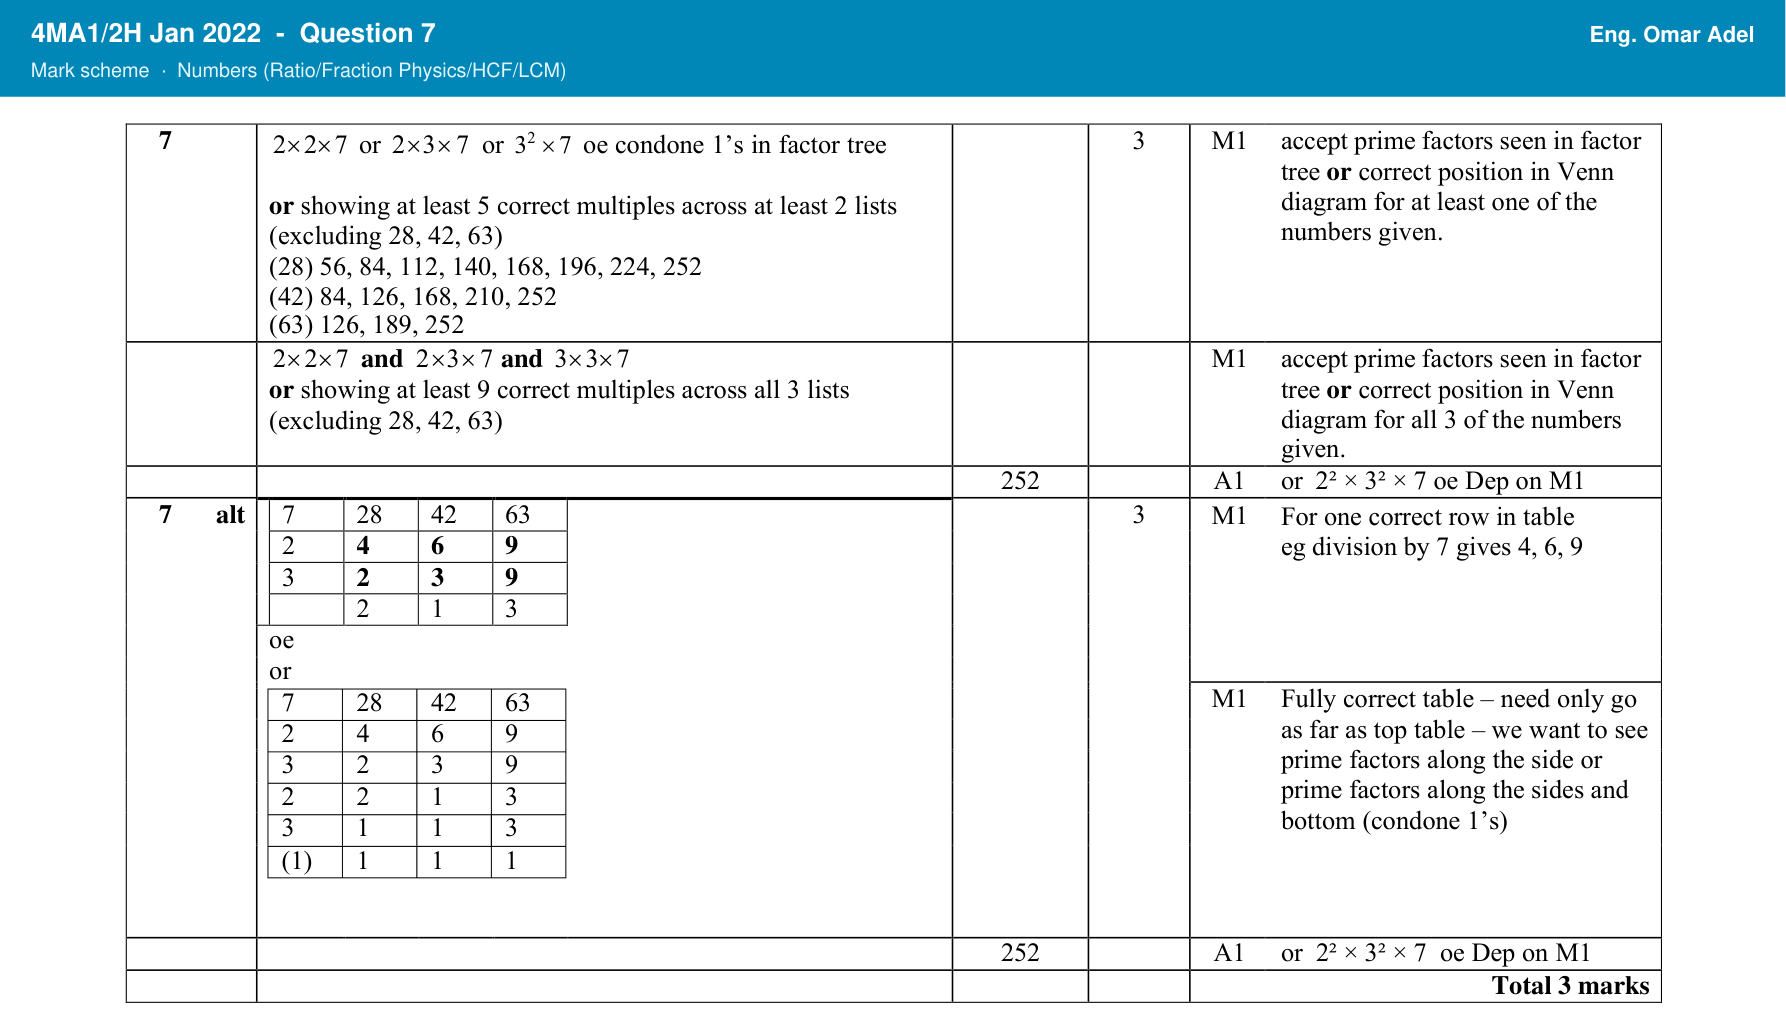 4MA1/2H Jan 2022 - Question 7
Eng. Omar Adel
Mark scheme · Numbers (Ratio/Fraction Physics/HCF/LCM)
7
2×2×7 or 2×3×7 or 3² ×7 oe condone 1’s in factor tree
or showing at least 5 correct multiples across at least 2 lists
(excluding 28, 42, 63)
(28) 56, 84, 112, 140, 168, 196, 224, 252
(42) 84, 126, 168, 210, 252
(63) 126, 189, 252
3
M1
accept prime factors seen in factor
tree or correct position in Venn
diagram for at least one of the
numbers given.
2×2×7 and 2×3×7 and 3×3×7
or showing at least 9 correct multiples across all 3 lists
(excluding 28, 42, 63)
M1
accept prime factors seen in factor
tree or correct position in Venn
diagram for all 3 of the numbers
given.
252
A1
or 2² × 3² × 7 oe Dep on M1
7 alt
7 28 42 63
2 4 6 9
3 2 3 9
2 1 3
oe
or
7 28 42 63
2 4 6 9
3 2 3 9
2 2 1 3
3 1 1 3
(1) 1 1 1
3
M1
For one correct row in table
eg division by 7 gives 4, 6, 9
M1
Fully correct table – need only go
as far as top table – we want to see
prime factors along the side or
prime factors along the sides and
bottom (condone 1’s)
252
A1
or 2² × 3² × 7 oe Dep on M1
Total 3 marks